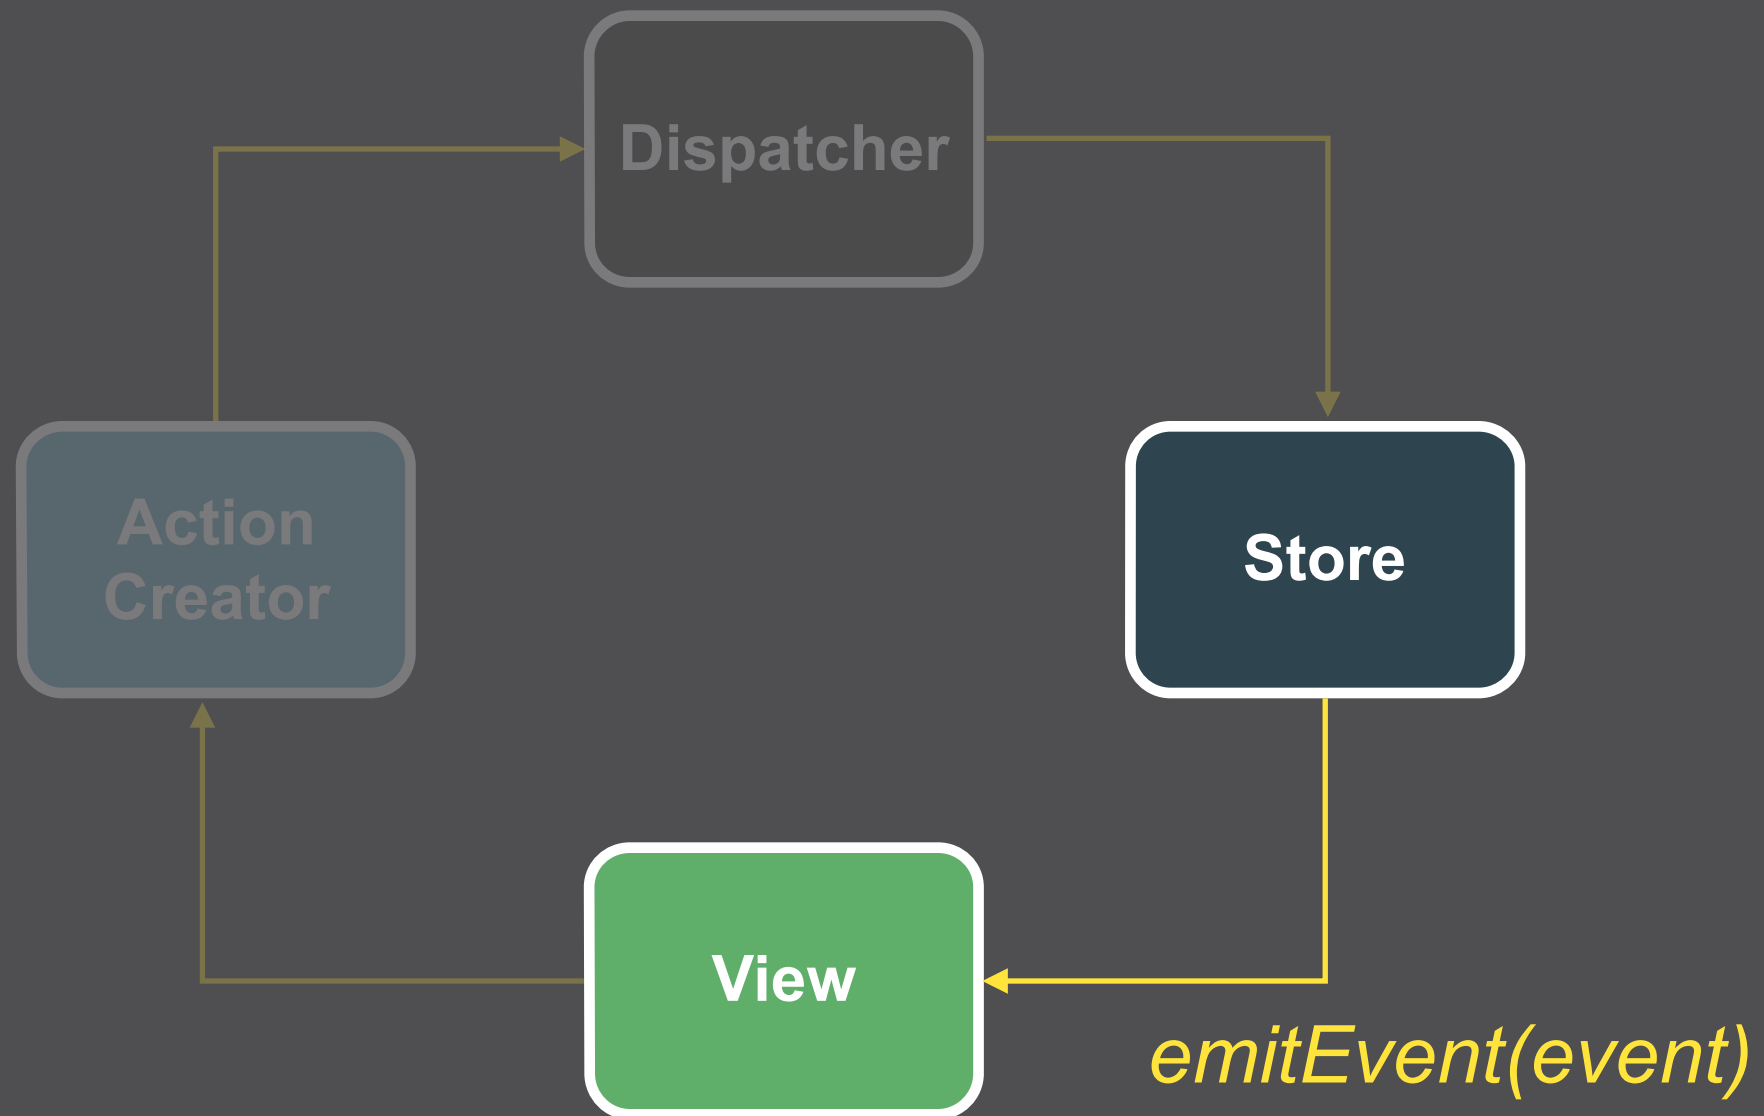 Dispatcher
Action
Creator
Store
View
emitEvent(event)